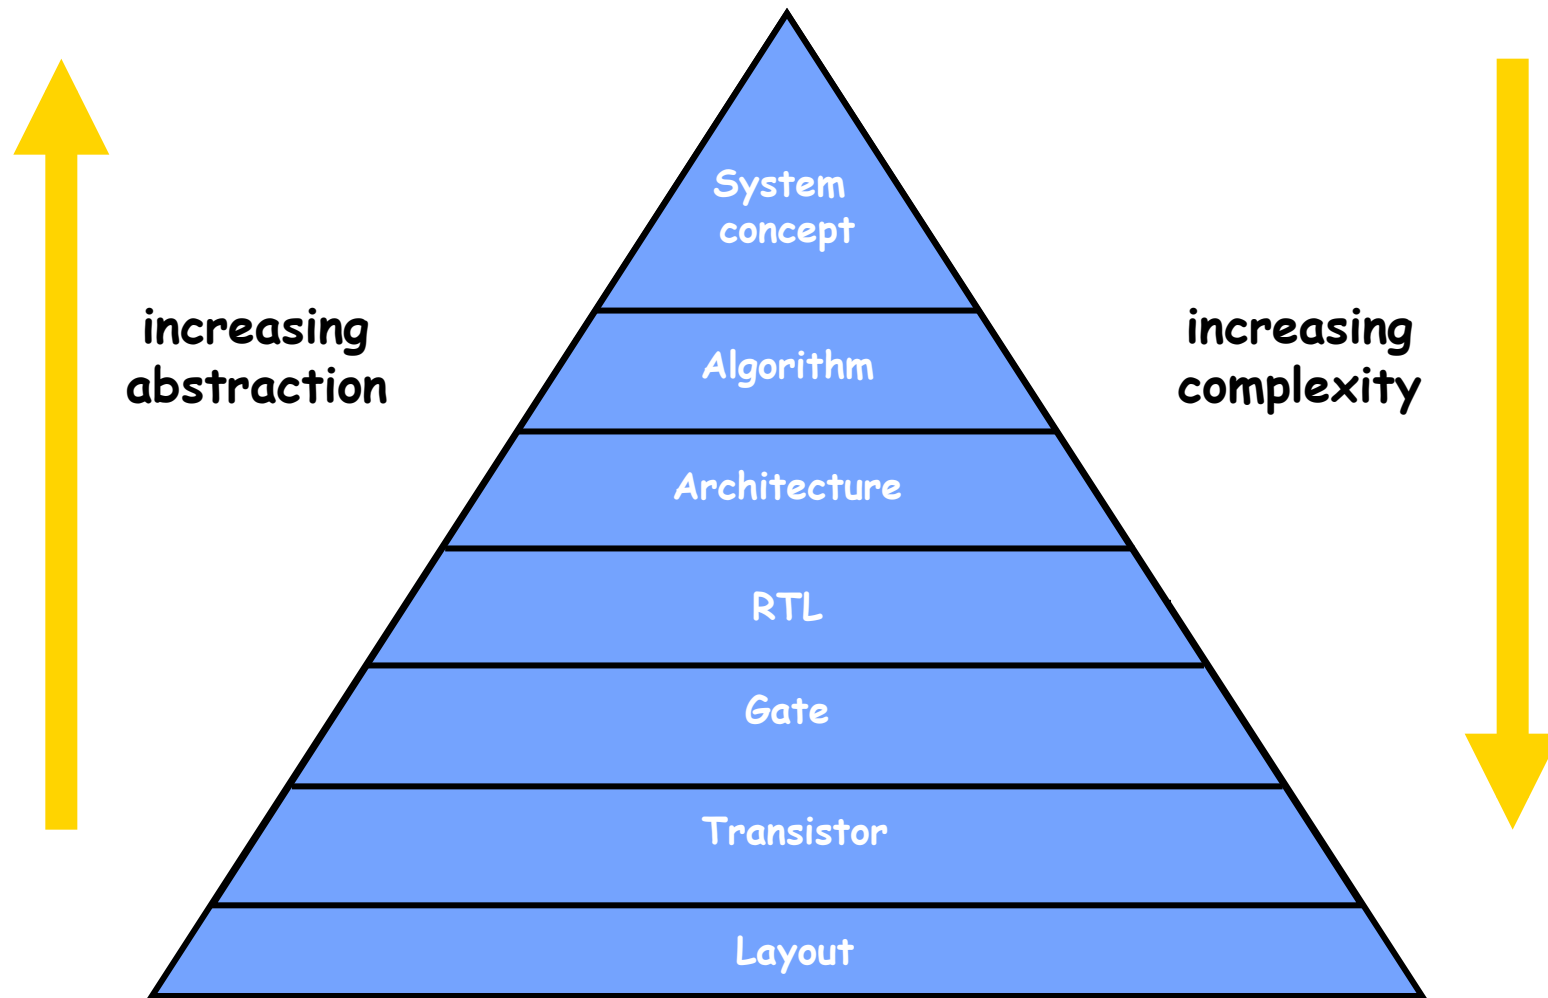 System
concept
increasing
abstraction
increasing
complexity
Algorithm
Architecture
RTL
Gate
Transistor
Layout